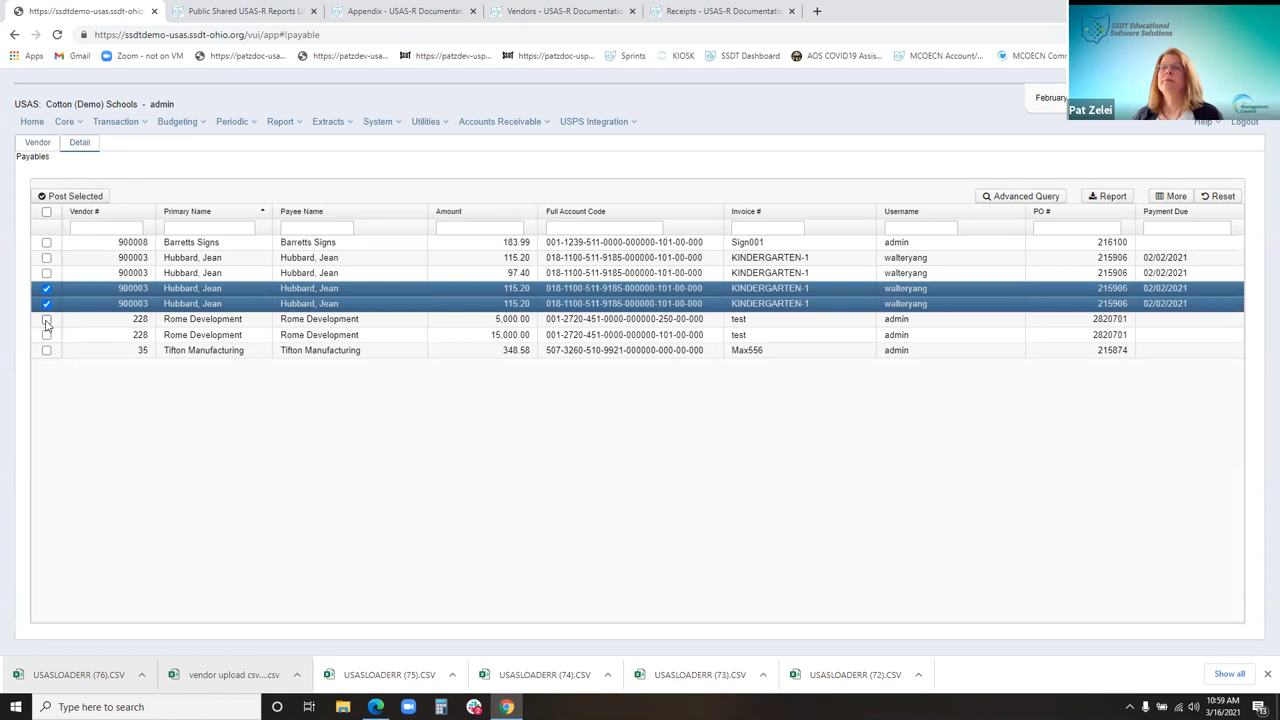 https://ssdtdemo-usas.ssdt-ohio.
Public Shared USAS-R Reports Li
Appendix - USAS-R Documentat
Vendors - USAS-R Documentatio
Receipts - USAS-R Documentatio
https://ssdtdemo-usas.ssdt-ohio.org/vui/app#!payable
Apps Gmail Zoom - not on VM https://patzdoc-usa... https://patzdoc-usp... https://patzdev-usa... https://patzdev-usp... Sprints KIOSK SSDT Dashboard AOS COVID19 Assis... MCOECN Account/... MCOECN Com
SSDT Educational
Software Solutions
Pat Zelei
Management Council
USAS: Cotton (Demo) Schools - admin
February
Home Core Transaction Budgeting Periodic Report Extracts System Utilities Accounts Receivable USPS Integration Help Logout
Vendor Detail
Payables
Post Selected Advanced Query Report More Reset
Vendor # Primary Name Payee Name Amount Full Account Code Invoice # Username PO # Payment Due
900008 Barretts Signs Barretts Signs 183.99 001-1239-511-0000-000000-101-00-000 Sign001 admin 216100
900003 Hubbard, Jean Hubbard, Jean 115.20 018-1100-511-9185-000000-101-00-000 KINDERGARTEN-1 walteryang 215906 02/02/2021
900003 Hubbard, Jean Hubbard, Jean 97.40 018-1100-511-9185-000000-101-00-000 KINDERGARTEN-1 walteryang 215906 02/02/2021
900003 Hubbard, Jean Hubbard, Jean 115.20 018-1100-511-9185-000000-101-00-000 KINDERGARTEN-1 walteryang 215906 02/02/2021
900003 Hubbard, Jean Hubbard, Jean 115.20 018-1100-511-9185-000000-101-00-000 KINDERGARTEN-1 walteryang 215906 02/02/2021
228 Rome Development Rome Development 5,000.00 001-2720-451-0000-000000-250-00-000 test admin 2820701
228 Rome Development Rome Development 15,000.00 001-2720-451-0000-000000-101-00-000 test admin 2820701
35 Tifton Manufacturing Tifton Manufacturing 348.58 507-3260-510-9921-000000-000-00-000 Max556 admin 215874
USASLOADERR (76).CSV vendor upload csv....csv USASLOADERR (75).CSV USASLOADERR (74).CSV USASLOADERR (73).CSV USASLOADERR (72).CSV Show all
Type here to search
10:59 AM
3/16/2021
13